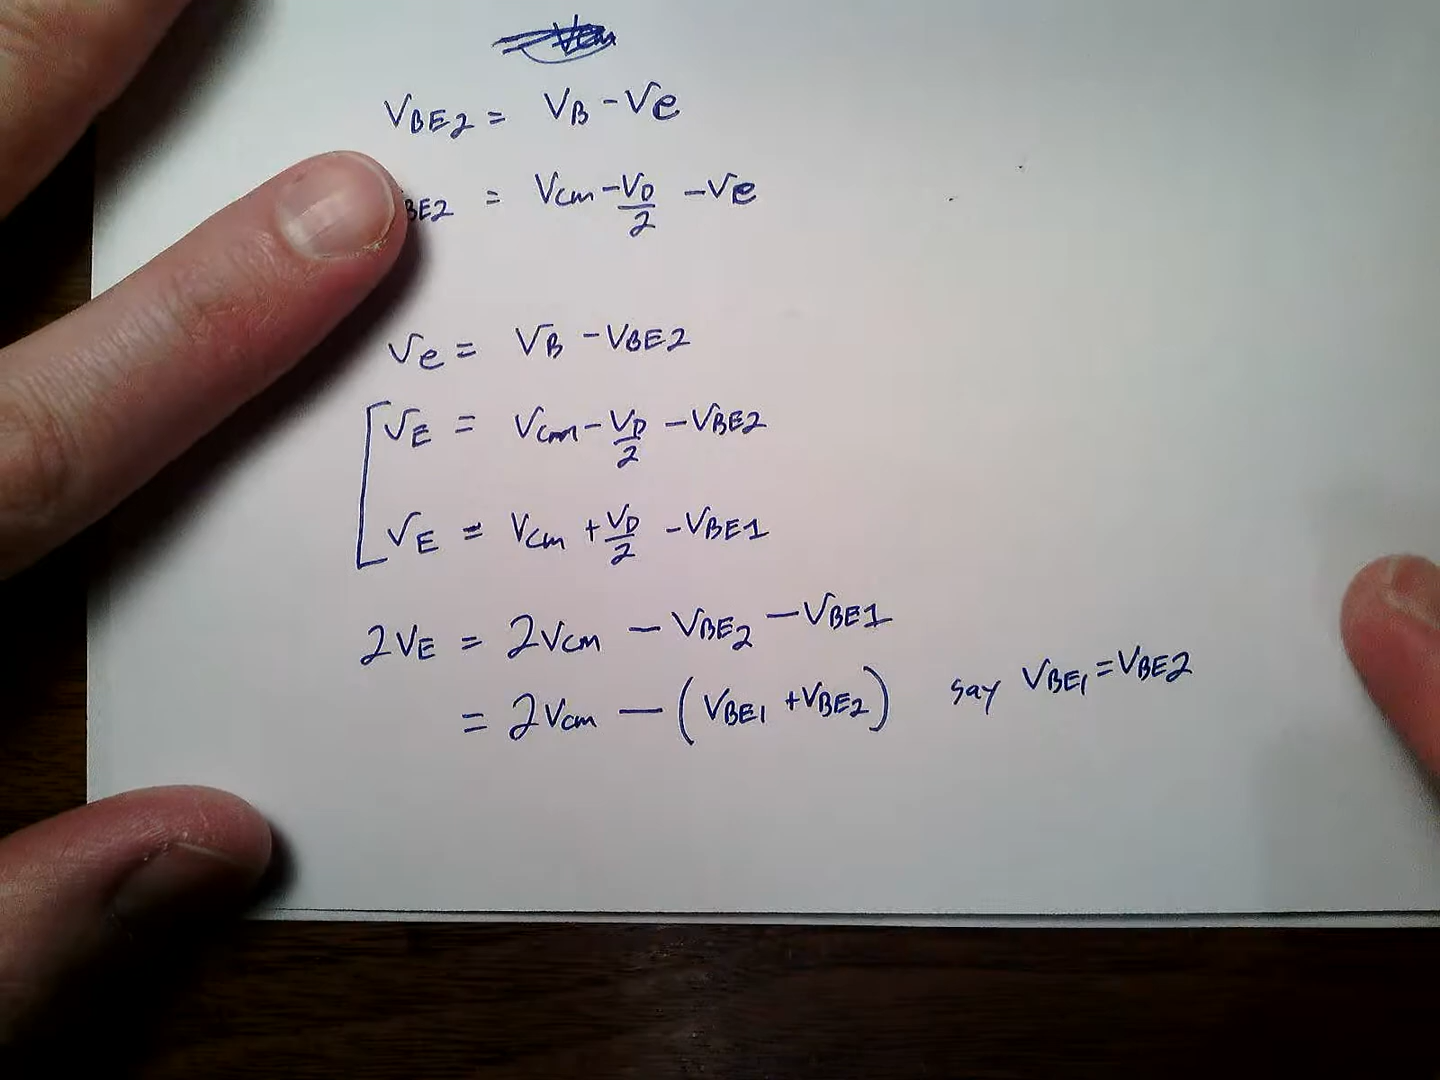 VBE2 = VB - Ve
BE2 = Vcm - VD/2 - Ve
Ve = VB - VBE2
VE = Vcm - VD/2 - VBE2
VE = Vcm + VD/2 - VBE1
2VE = 2Vcm - VBE2 - VBE1
= 2Vcm - (VBE1 + VBE2) say VBE1 = VBE2